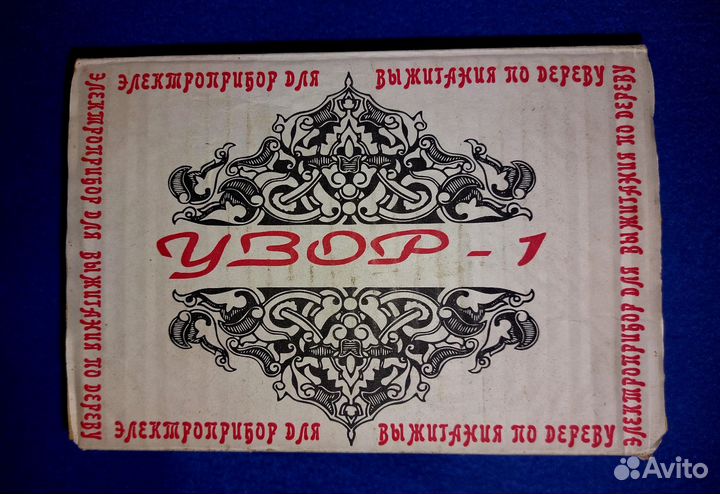 ЭЛЕКТРОПРИБОР ДЛЯ ВЫЖИГАНИЯ ПО ДЕРЕВУ
ЭЛЕКТРОПРИБОР ДЛЯ ВЫЖИГАНИЯ ПО ДЕРЕВУ
УЗОР-1
ЭЛЕКТРОПРИБОР ДЛЯ ВЫЖИГАНИЯ ПО ДЕРЕВУ
ЭЛЕКТРОПРИБОР ДЛЯ ВЫЖИГАНИЯ ПО ДЕРЕВУ
Avito